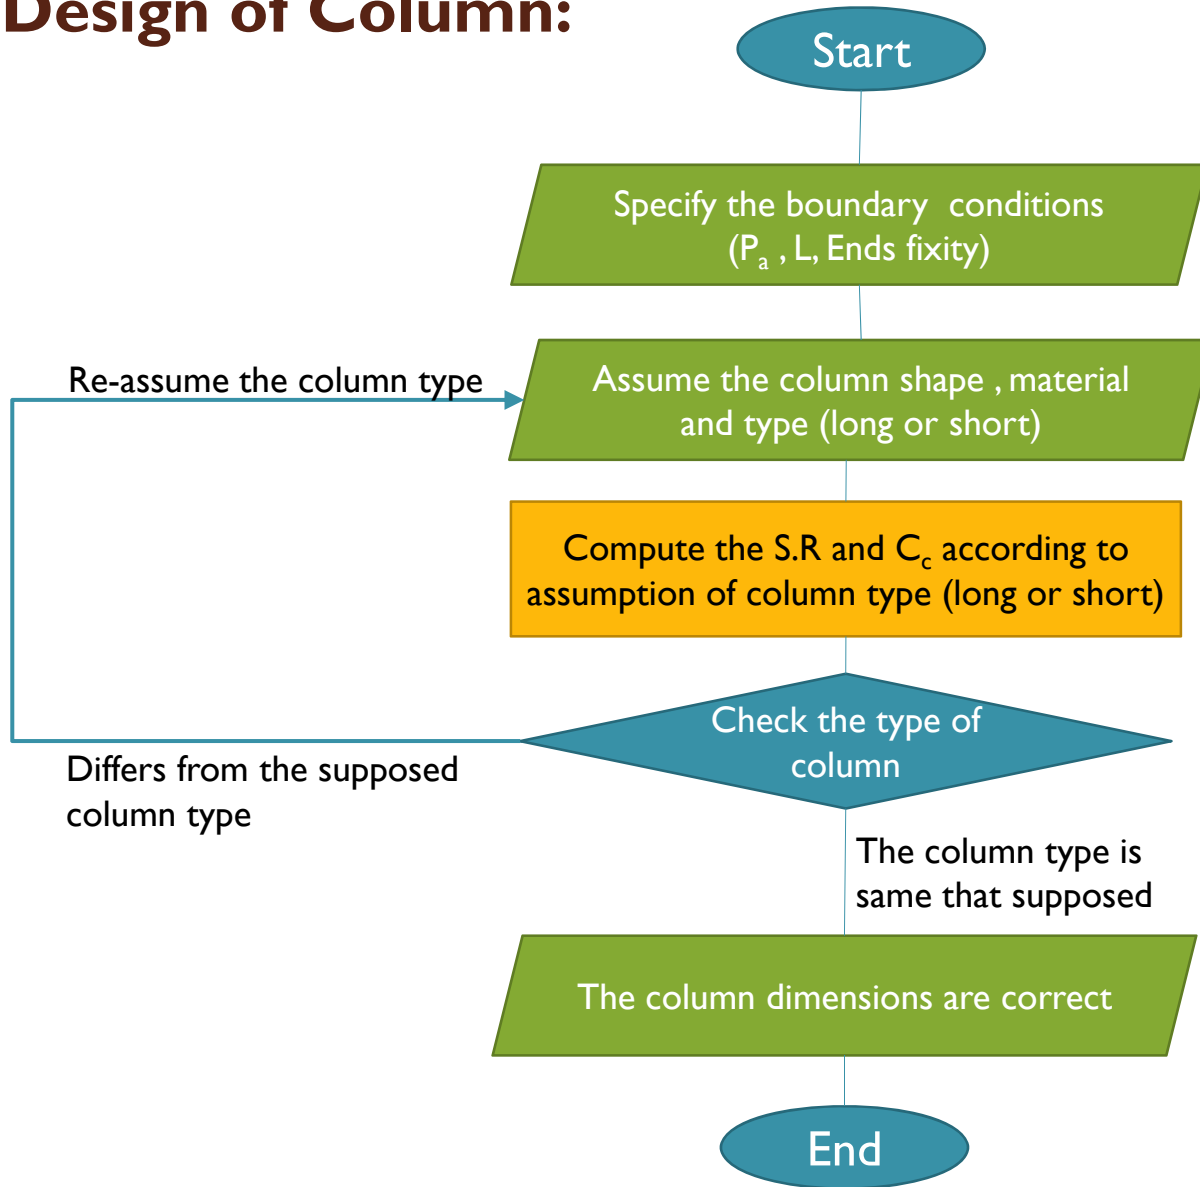 Design of Column:
Start
Specify the boundary conditions
(Pₐ , L, Ends fixity)
Re-assume the column type
Assume the column shape , material
and type (long or short)
Compute the S.R and C꜀ according to
assumption of column type (long or short)
Check the type of
column
Differs from the supposed
column type
The column type is
same that supposed
The column dimensions are correct
End